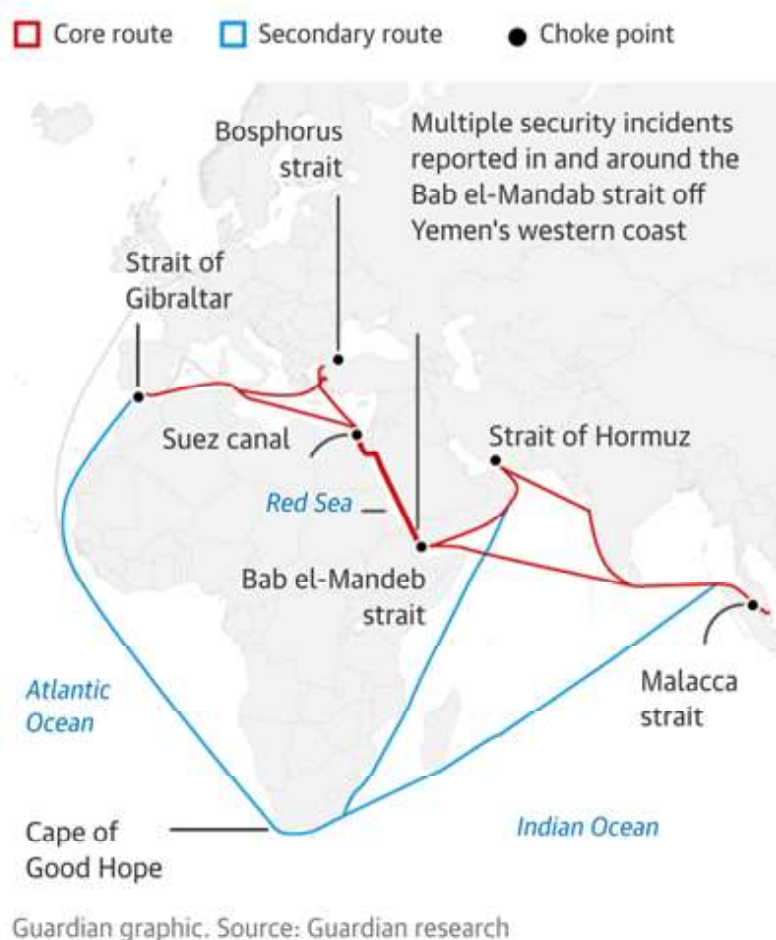 Core route
Secondary route
Choke point
Bosphorus
strait
Multiple security incidents
reported in and around the
Bab el-Mandab strait off
Yemen's western coast
Strait of
Gibraltar
Suez canal
Strait of Hormuz
Red Sea
Bab el-Mandeb
strait
Malacca
strait
Atlantic
Ocean
Cape of
Good Hope
Indian Ocean
Guardian graphic. Source: Guardian research